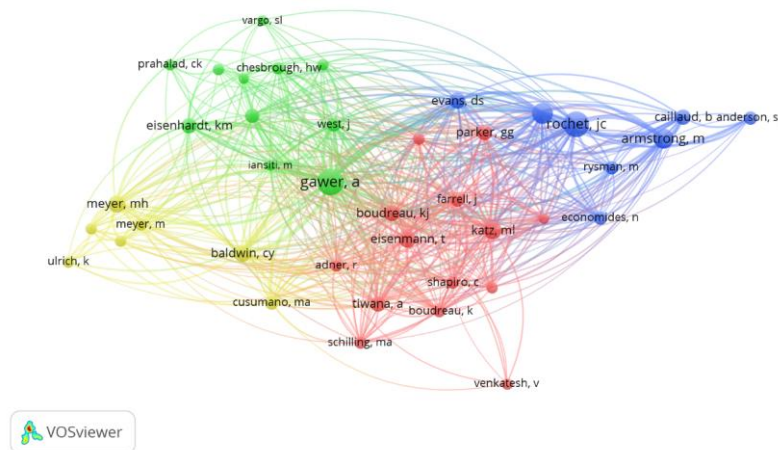 vargo, sl
prahalad, ck
chesbrough, hw
evans, ds
caillaud, b
anderson, s
eisenhardt, km
west, j
rochet, jc
parker, gg
armstrong, m
iansiti, m
rysman, m
gawer, a
meyer, mh
farrell, j
boudreau, kj
meyer, m
economides, n
katz, ml
eisenmann, t
baldwin, cy
ulrich, k
adner, r
shapiro, c
cusumano, ma
tiwana, a
boudreau, k
schilling, ma
venkatesh, v
VOSviewer